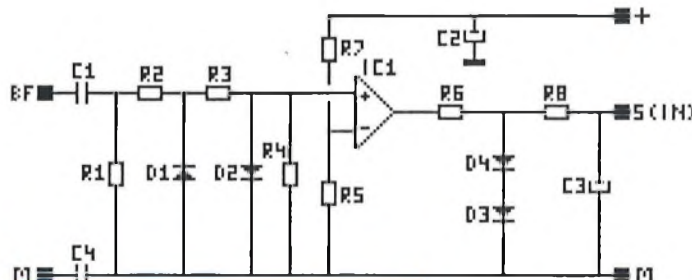 +
R7
C2
C1 R2 R3 IC1
BF + R6 R8
S(IN)
-
R4 D4
R1 D1 D2
R5 C3
D3
C4
M M